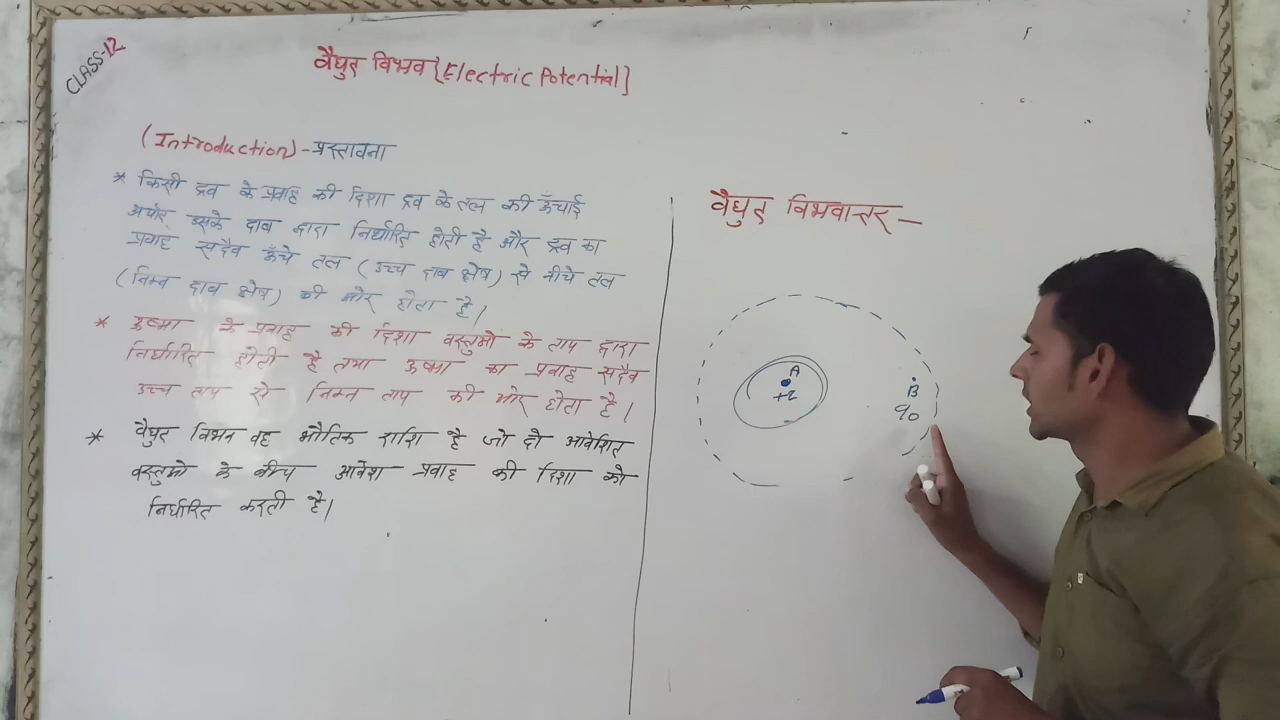 CLASS-12
वैधुत विभव [Electric Potential]
(Introduction)-प्रस्तावना
* किसी द्रव के प्रवाह की दिशा द्रव के तल की ऊँचाई
अर्थात् उसके दाब द्वारा निर्धारित होती है और द्रव का
प्रवाह सदैव ऊँचे तल (उच्च दाब क्षेत्र) से नीचे तल
(निम्न दाब क्षेत्र) की ओर होता है।
* ऊष्मा के प्रवाह की दिशा वस्तुओं के ताप द्वारा
निर्धारित होती है तथा ऊष्मा का प्रवाह सदैव
उच्च ताप से निम्न ताप की ओर होता है।
* वैधुत विभव वह भौतिक राशि है जो दो आवेशित
वस्तुओ के बीच आवेश प्रवाह की दिशा को
निर्धारित करती है।
वैधुत विभवान्तर –
A
B
q₀